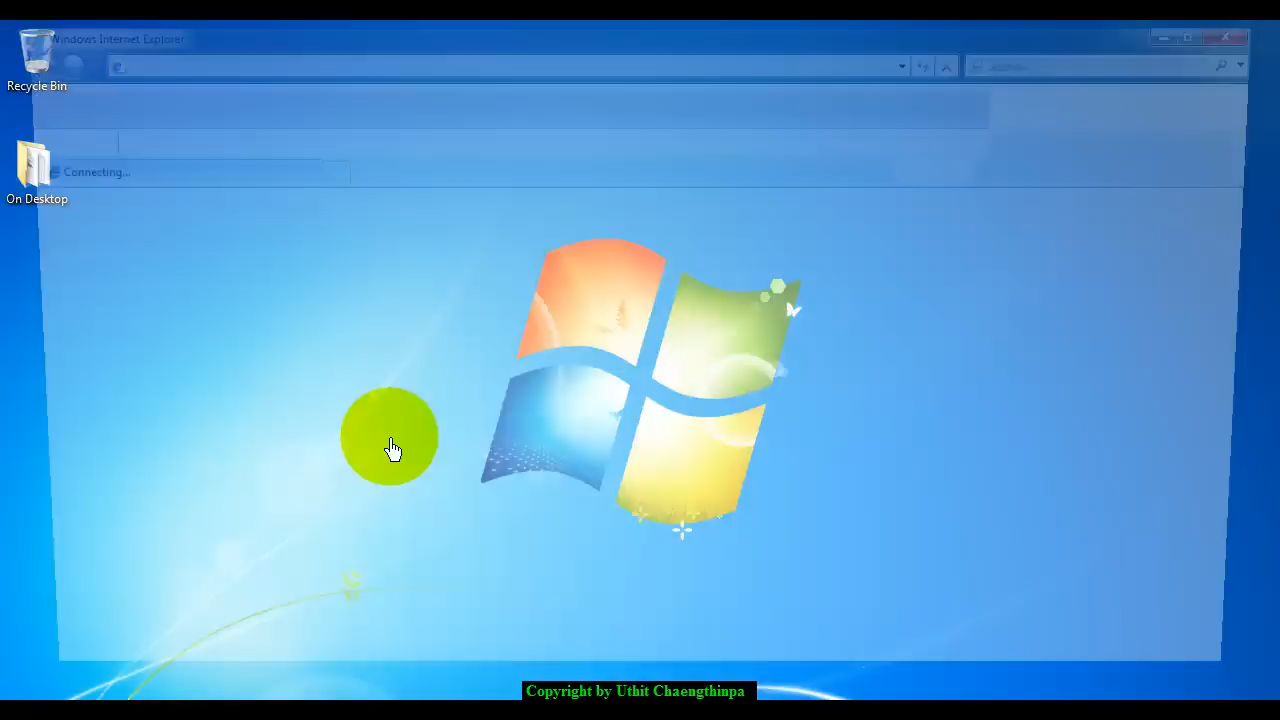 Windows Internet Explorer
Recycle Bin
Connecting...
On Desktop
Copyright by Uthit Chaengthinpa